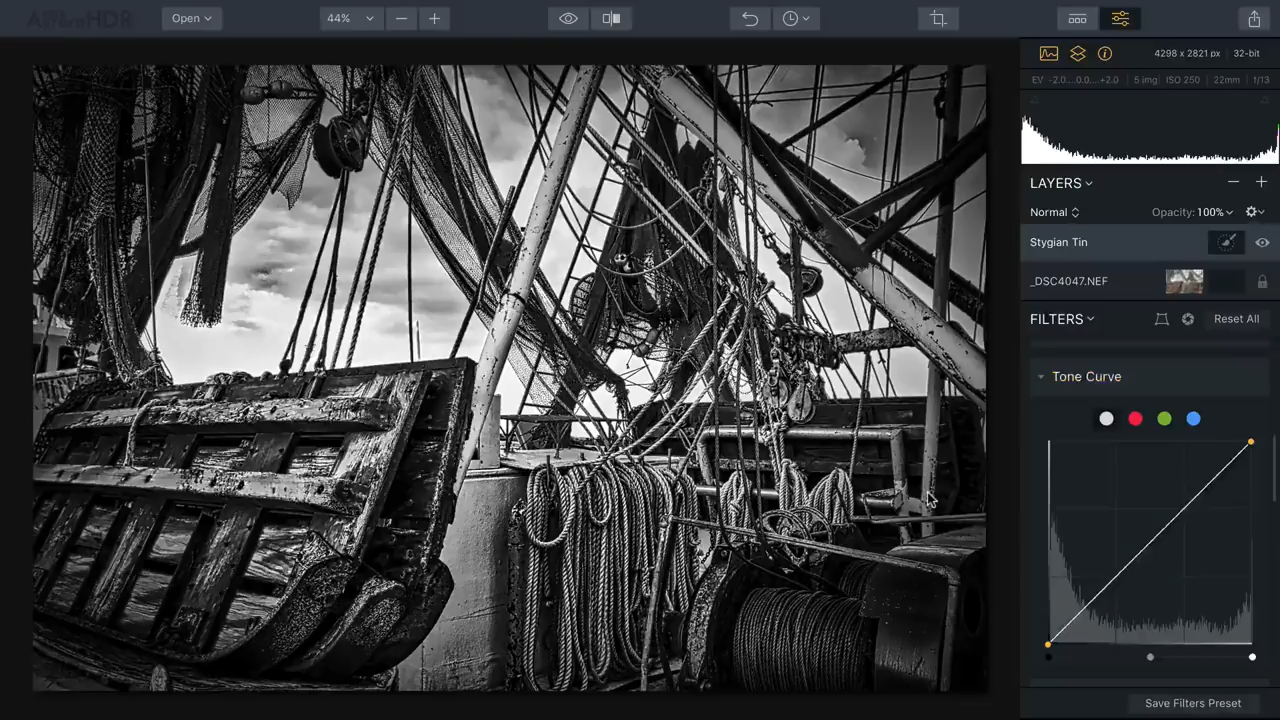 AuroraHDR
Open
44%
4298 x 2821 px
32-bit
EV -2.0...0.0...+2.0
5 img
ISO 250
22mm
f/13
LAYERS
Normal
Opacity: 100%
Stygian Tin
_DSC4047.NEF
FILTERS
Reset All
Tone Curve
Save Filters Preset